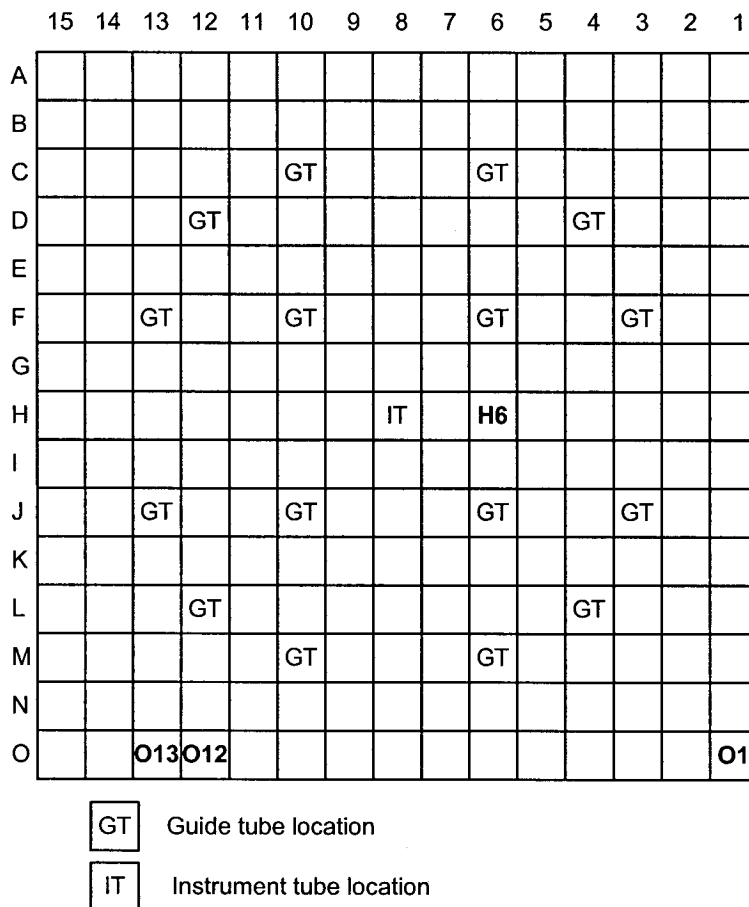 15 14 13 12 11 10 9 8 7 6 5 4 3 2 1
A
B
C GT GT
D GT GT
E
F GT GT GT GT
G
H IT H6
I
J GT GT GT GT
K
L GT GT
M GT GT
N
O O13 O12 O1
GT Guide tube location
IT Instrument tube location